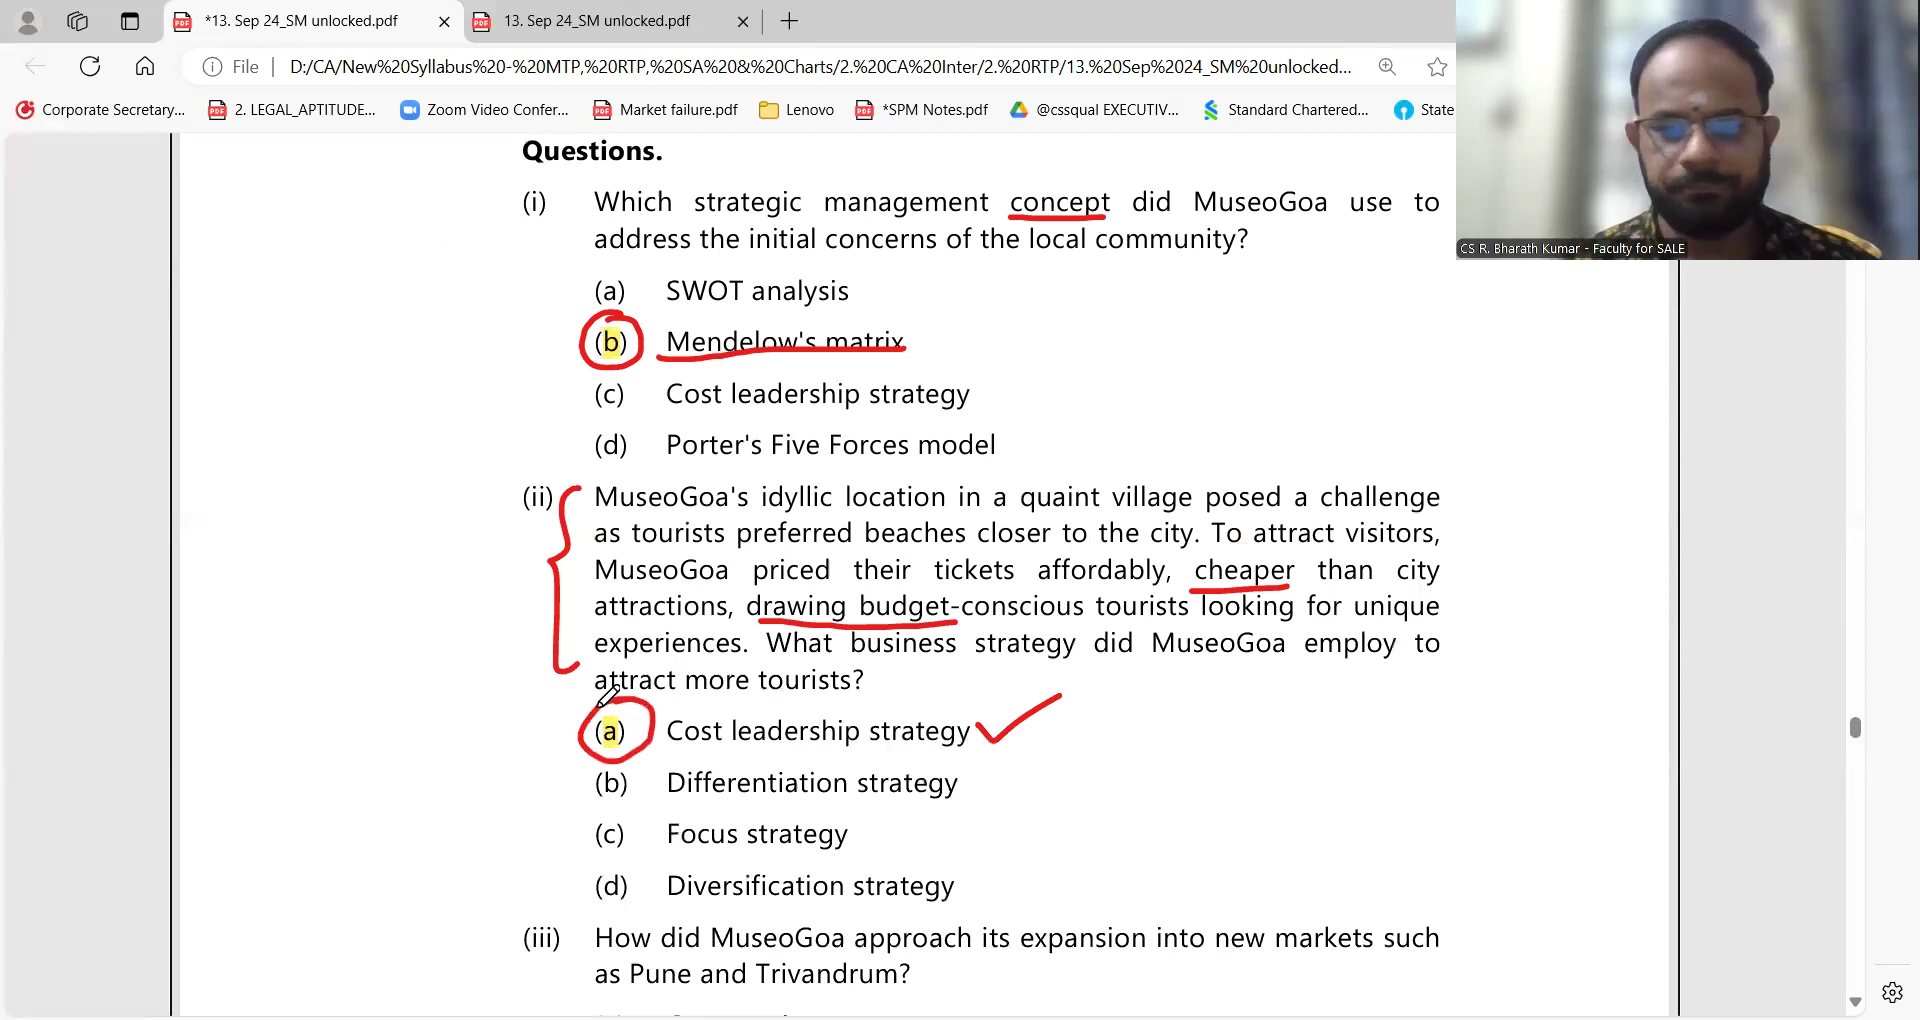 *13. Sep 24_SM unlocked.pdf
13. Sep 24_SM unlocked.pdf
File
D:/CA/New%20Syllabus%20-%20MTP,%20RTP,%20SA%20&%20Charts/2.%20CA%20Inter/2.%20RTP/13.%20Sep%2024_SM%20unlocked...
Corporate Secretary...
2. LEGAL_APTITUDE...
Zoom Video Confer...
Market failure.pdf
Lenovo
*SPM Notes.pdf
@cssqual EXECUTIV...
Standard Chartered...
State
CS R. Bharath Kumar - Faculty for SALE
Questions.
(i) Which strategic management concept did MuseoGoa use to
address the initial concerns of the local community?
(a) SWOT analysis
(b) Mendelow's matrix
(c) Cost leadership strategy
(d) Porter's Five Forces model
(ii) MuseoGoa's idyllic location in a quaint village posed a challenge
as tourists preferred beaches closer to the city. To attract visitors,
MuseoGoa priced their tickets affordably, cheaper than city
attractions, drawing budget-conscious tourists looking for unique
experiences. What business strategy did MuseoGoa employ to
attract more tourists?
(a) Cost leadership strategy
(b) Differentiation strategy
(c) Focus strategy
(d) Diversification strategy
(iii) How did MuseoGoa approach its expansion into new markets such
as Pune and Trivandrum?